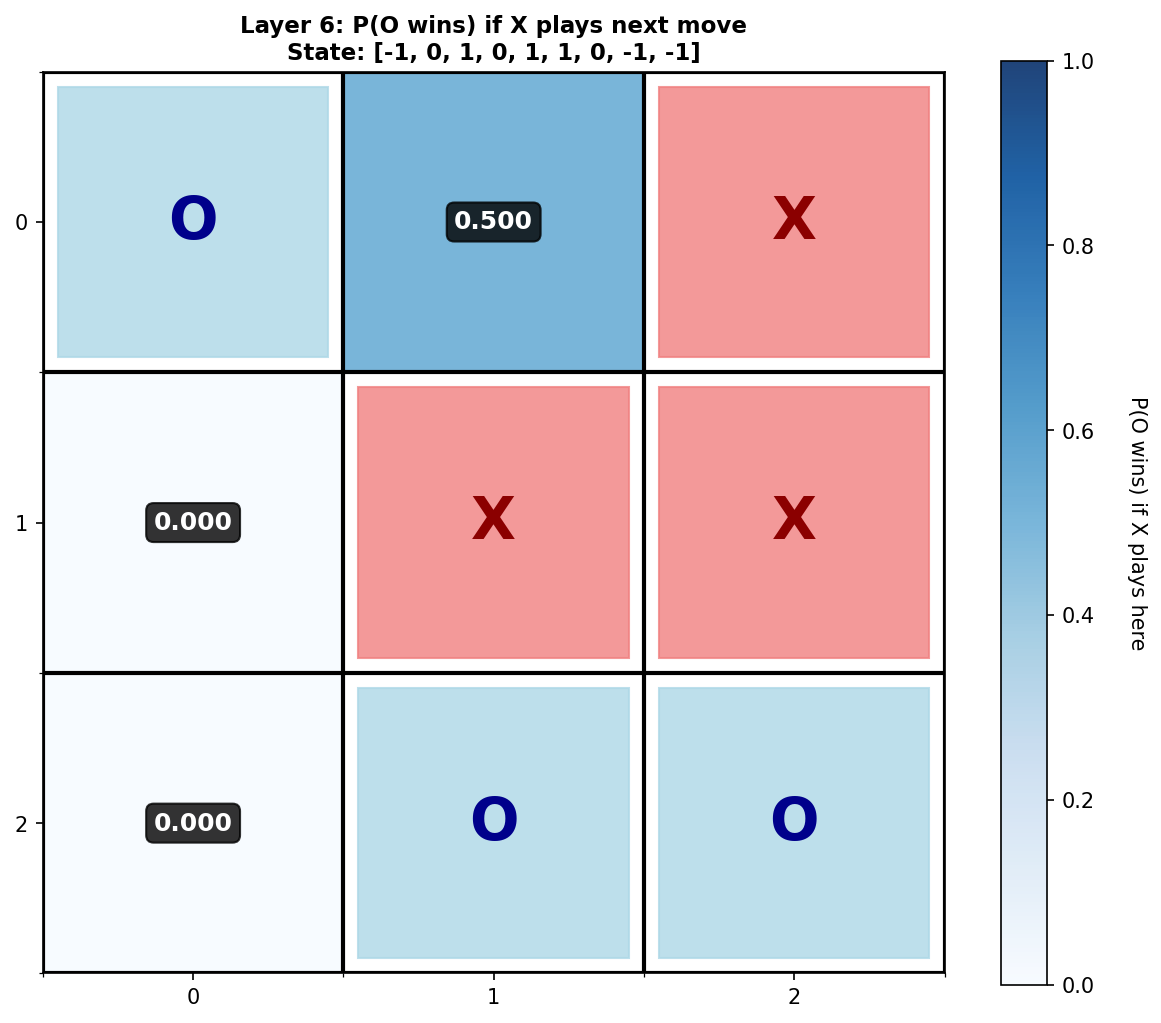 Layer 6: P(O wins) if X plays next move
State: [-1, 0, 1, 0, 1, 1, 0, -1, -1]
0
O
0.500
X
1
0.000
X
X
2
0.000
O
O
0
1
2
1.0
0.8
0.6
0.4
0.2
0.0
P(O wins) if X plays here